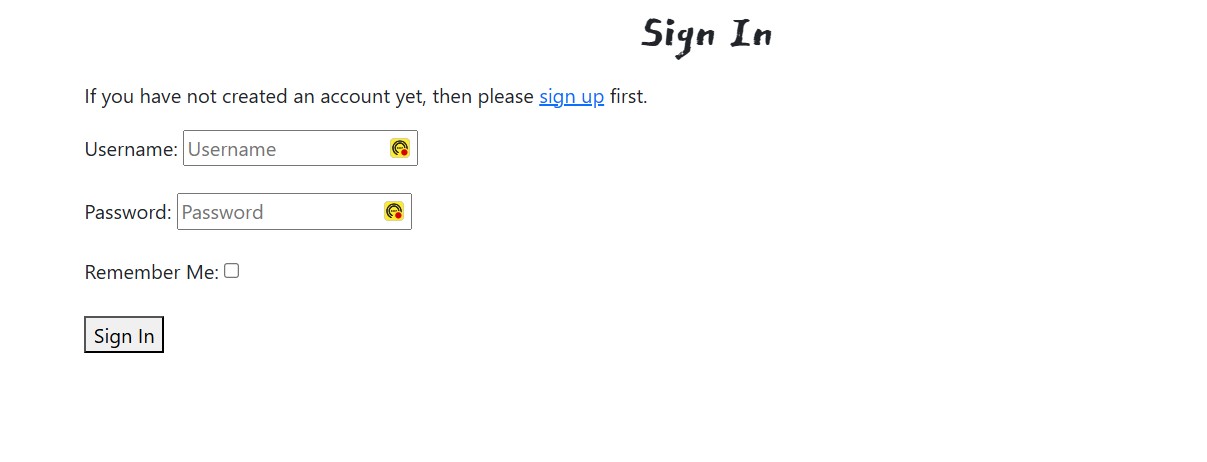 Sign In
If you have not created an account yet, then please sign up first.
Username: Username
Password: Password
Remember Me:
Sign In